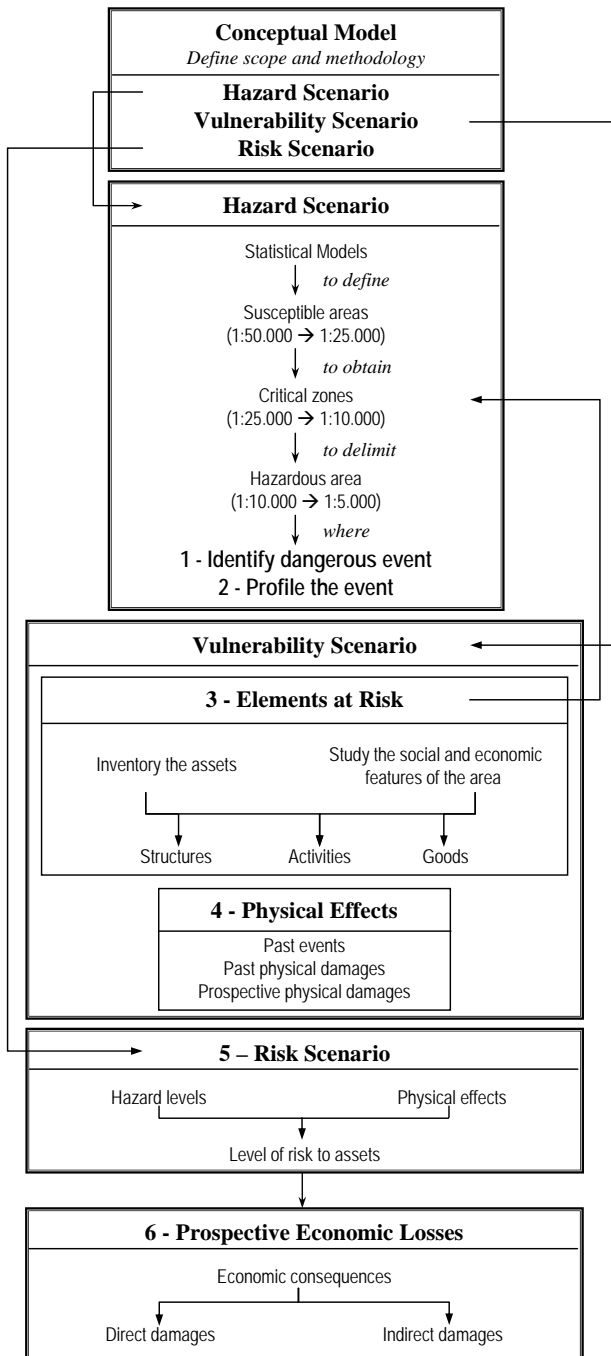 Conceptual Model
Define scope and methodology
Hazard Scenario
Vulnerability Scenario
Risk Scenario
Hazard Scenario
Statistical Models
to define
Susceptible areas
(1:50.000 → 1:25.000)
to obtain
Critical zones
(1:25.000 → 1:10.000)
to delimit
Hazardous area
(1:10.000 → 1:5.000)
where
1 - Identify dangerous event
2 - Profile the event
Vulnerability Scenario
3 - Elements at Risk
Inventory the assets
Study the social and economic
features of the area
Structures Activities Goods
4 - Physical Effects
Past events
Past physical damages
Prospective physical damages
5 – Risk Scenario
Hazard levels Physical effects
Level of risk to assets
6 - Prospective Economic Losses
Economic consequences
Direct damages Indirect damages